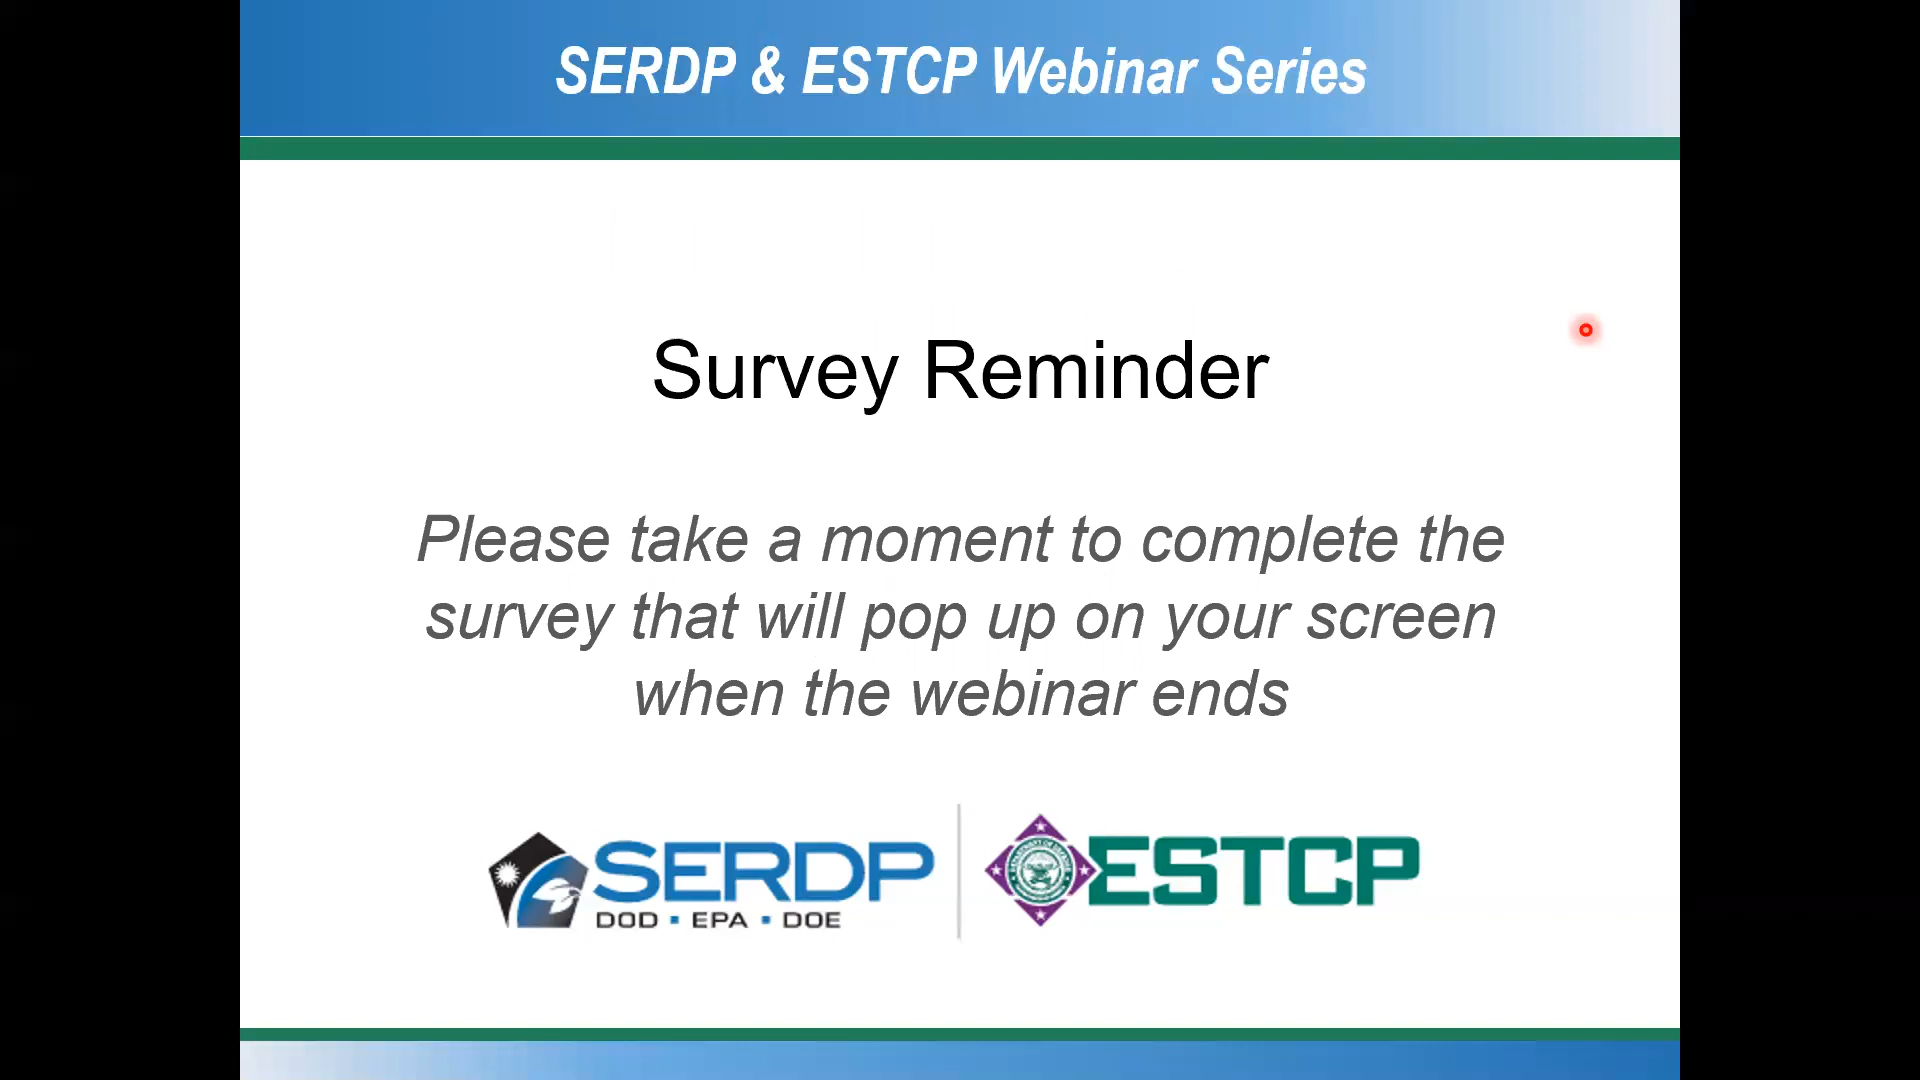 SERDP & ESTCP Webinar Series
Survey Reminder
Please take a moment to complete the
survey that will pop up on your screen
when the webinar ends
SERDP
DOD ▪ EPA ▪ DOE
ESTCP